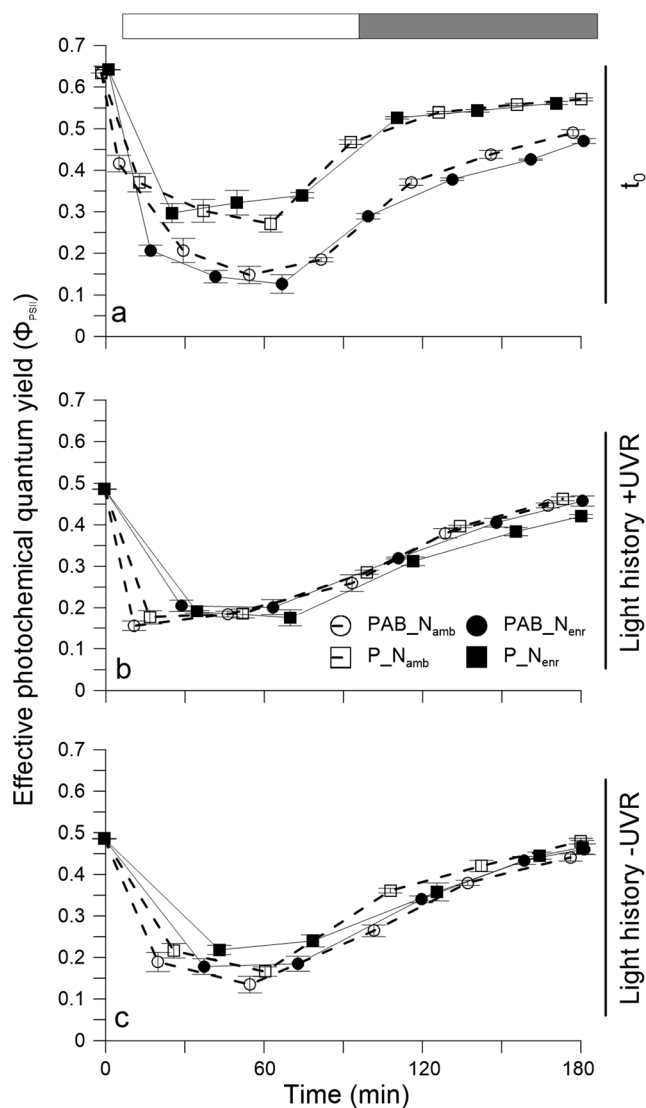 0.7
0.6
0.5
0.4
0.3
0.2
0.1
0
a
t0
0.7
0.6
0.5
0.4
0.3
0.2
0.1
0
b
PAB_Namb
PAB_Nenr
P_Namb
P_Nenr
Light history +UVR
Effective photochemical quantum yield (ΦPSII)
0.7
0.6
0.5
0.4
0.3
0.2
0.1
0
c
Light history -UVR
0
60
120
180
Time (min)